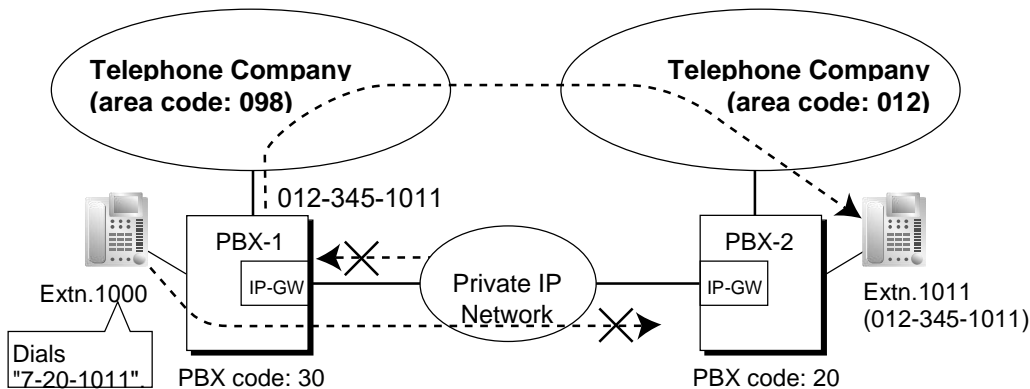 Telephone Company
(area code: 098)
Telephone Company
(area code: 012)
012-345-1011
PBX-1
PBX-2
IP-GW
Private IP
Network
IP-GW
Extn.1000
Extn.1011
(012-345-1011)
Dials
"7-20-1011".
PBX code: 30
PBX code: 20